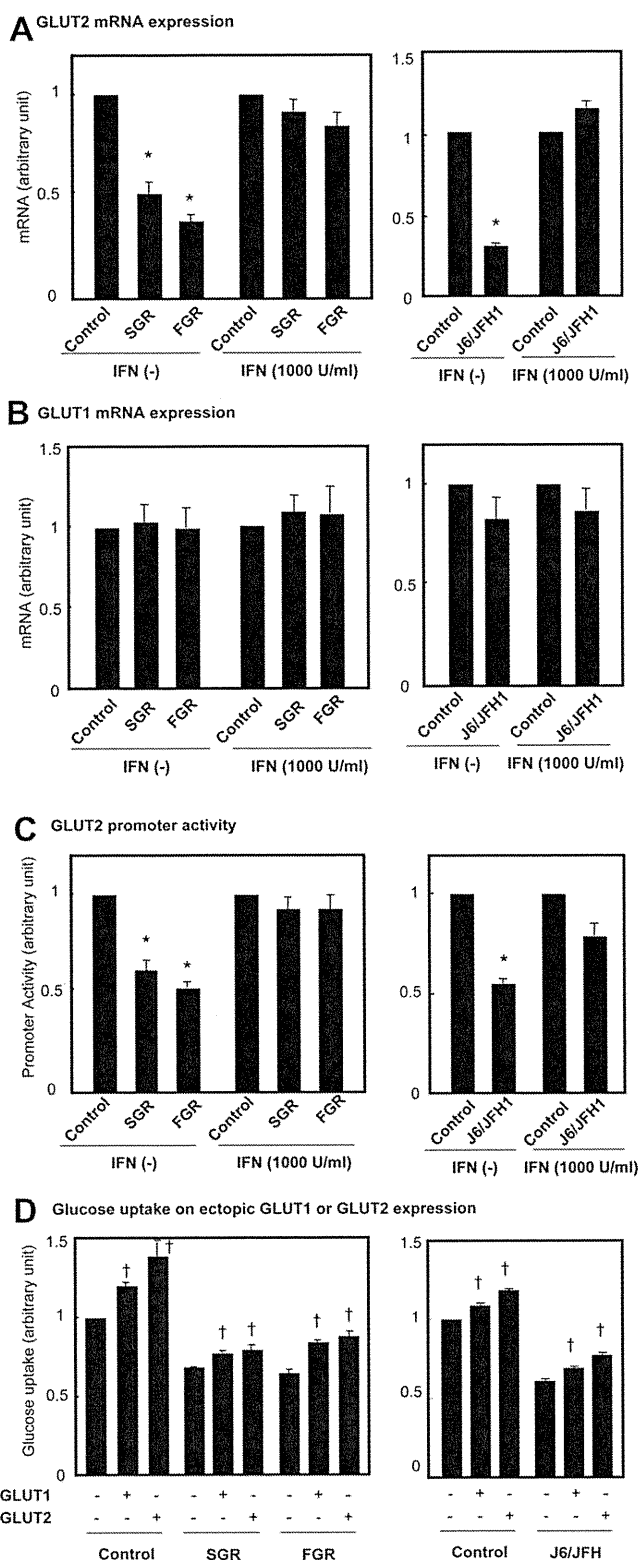 A GLUT2 mRNA expression
mRNA (arbitrary unit)
1
0.5
0
*
*
Control
SGR
FGR
Control
SGR
FGR
IFN (-)
IFN (1000 U/ml)
1.5
1
0.5
0
*
Control
J6/JFH1
Control
J6/JFH1
IFN (-)
IFN (1000 U/ml)
B GLUT1 mRNA expression
mRNA (arbitrary unit)
1.5
1
0.5
0
Control
SGR
FGR
Control
SGR
FGR
IFN (-)
IFN (1000 U/ml)
1
0.5
0
Control
J6/JFH1
Control
J6/JFH1
IFN (-)
IFN (1000 U/ml)
C GLUT2 promoter activity
Promoter Activity (arbitrary unit)
1
0.5
0
*
*
Control
SGR
FGR
Control
SGR
FGR
IFN (-)
IFN (1000 U/ml)
1
0.5
0
*
Control
J6/JFH1
Control
J6/JFH1
IFN (-)
IFN (1000 U/ml)
D Glucose uptake on ectopic GLUT1 or GLUT2 expression
Glucose uptake (arbitrary unit)
1.5
1
0.5
0
† † † † † †
1.5
1
0.5
0
† † † †
GLUT1 - + - - + - - + - - + - - + -
GLUT2 - - + - - + - - + - - + - - +
Control SGR FGR Control J6/JFH